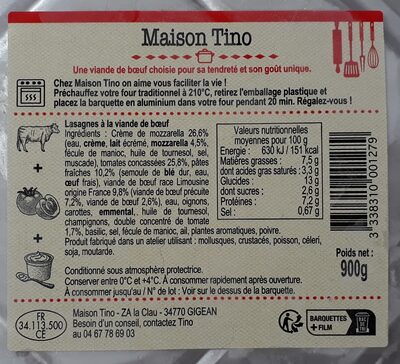 Maison Tino
Une viande de bœuf choisie pour sa tendreté et son goût unique.
Chez Maison Tino on aime vous faciliter la vie !
Préchauffez votre four traditionnel à 210°C, retirez l'emballage plastique et
placez la barquette en aluminium dans votre four pendant 20 min. Régalez-vous !
Lasagnes à la viande de bœuf
Ingrédients : Crème de mozzarella 26,6%
(eau, crème, lait écrémé, mozzarella 4,5%,
fécule de manioc, huile de tournesol, sel,
muscade), tomates concassées 25,8%, pâtes
fraîches 10,2% (semoule de blé dur, eau,
œuf frais), viande de bœuf race Limousine
origine France 9,8% (viande de bœuf précuite
7,2%, viande de bœuf 2,6%), eau, oignons,
carottes, emmental, huile de tournesol,
champignons, double concentré de tomate
1,7%, basilic, sel, fécule de manioc, ail, plantes aromatiques, poivre.
Produit fabriqué dans un atelier utilisant : mollusques, crustacés, poisson, céleri,
soja, moutarde.
Valeurs nutritionnelles
moyennes pour 100 g
Energie : 630 kJ / 151 kcal
Matières grasses : 7,5 g
dont acides gras saturés : 3,3 g
Glucides : 13 g
dont sucres : 2,6 g
Protéines : 7,2 g
Sel : 0,67 g
3 338310 001279
Poids net :
900g
Conditionné sous atmosphère protectrice.
Conserver entre 0°C et +4°C. À consommer rapidement après ouverture.
À consommer jusqu'au / N° de lot : Voir sur le dessus de la barquette.
FR
34.113.500
CE
Maison Tino - ZA la Clau - 34770 GIGEAN
Besoin d'un conseil, contactez Tino
au 04 67 78 69 03
BARQUETTES
+ FILM